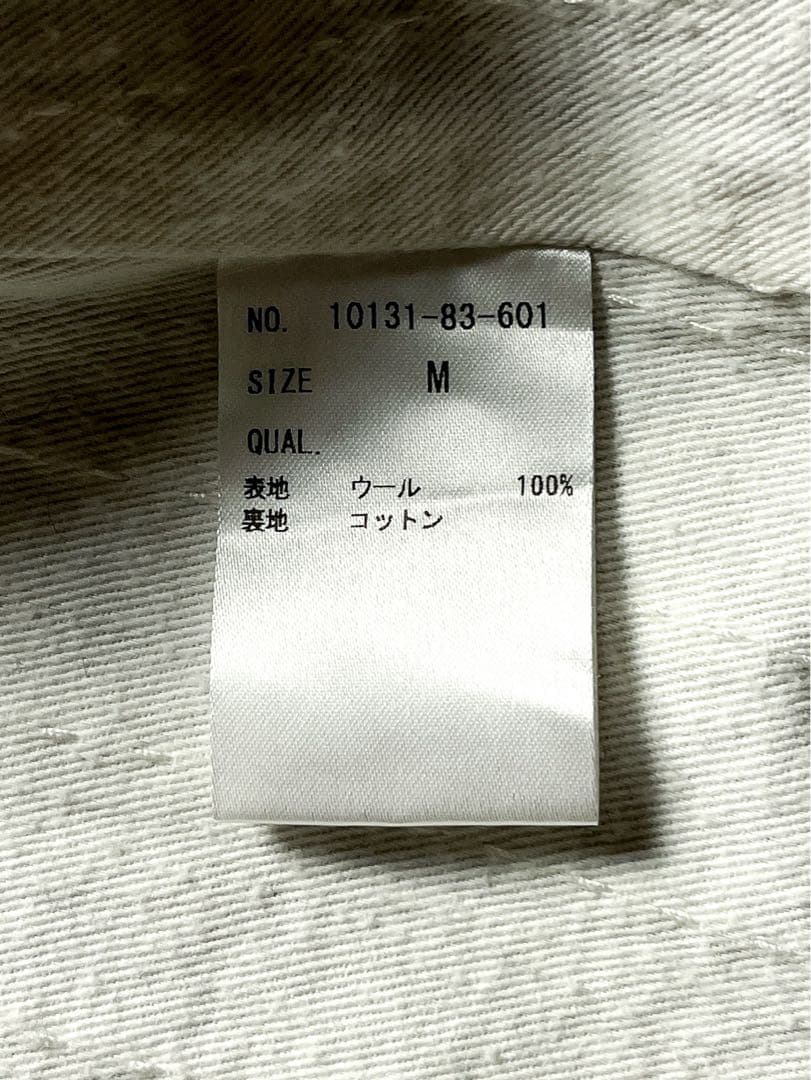 NO. 10131-83-601
SIZE M
QUAL.
表地 ウール 100%
裏地 コットン